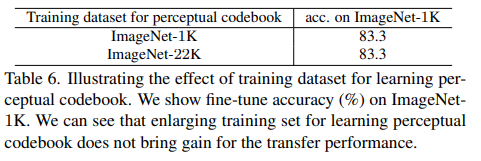 Training dataset for perceptual codebook acc. on ImageNet-1K
ImageNet-1K 83.3
ImageNet-22K 83.3
Table 6. Illustrating the effect of training dataset for learning per-
ceptual codebook. We show fine-tune accuracy (%) on ImageNet-
1K. We can see that enlarging training set for learning perceptual
codebook does not bring gain for the transfer performance.